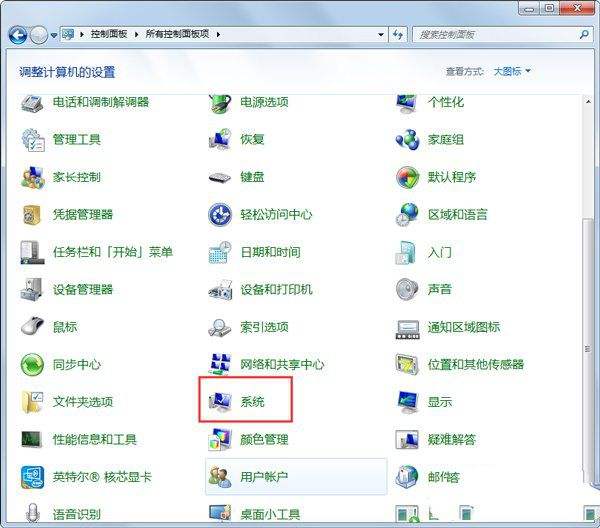 控制面板 ▸ 所有控制面板项 ▸
搜索控制面板
调整计算机的设置
查看方式: 大图标
电话和调制解调器 电源选项 个性化
管理工具 恢复 家庭组
家长控制 键盘 默认程序
凭据管理器 轻松访问中心 区域和语言
任务栏和「开始」菜单 日期和时间 入门
设备管理器 设备和打印机 声音
鼠标 索引选项 通知区域图标
同步中心 网络和共享中心 位置和其他传感器
文件夹选项 系统 显示
性能信息和工具 颜色管理 疑难解答
英特尔® 核芯显卡 用户帐户 邮件客
语音识别 桌面小工具